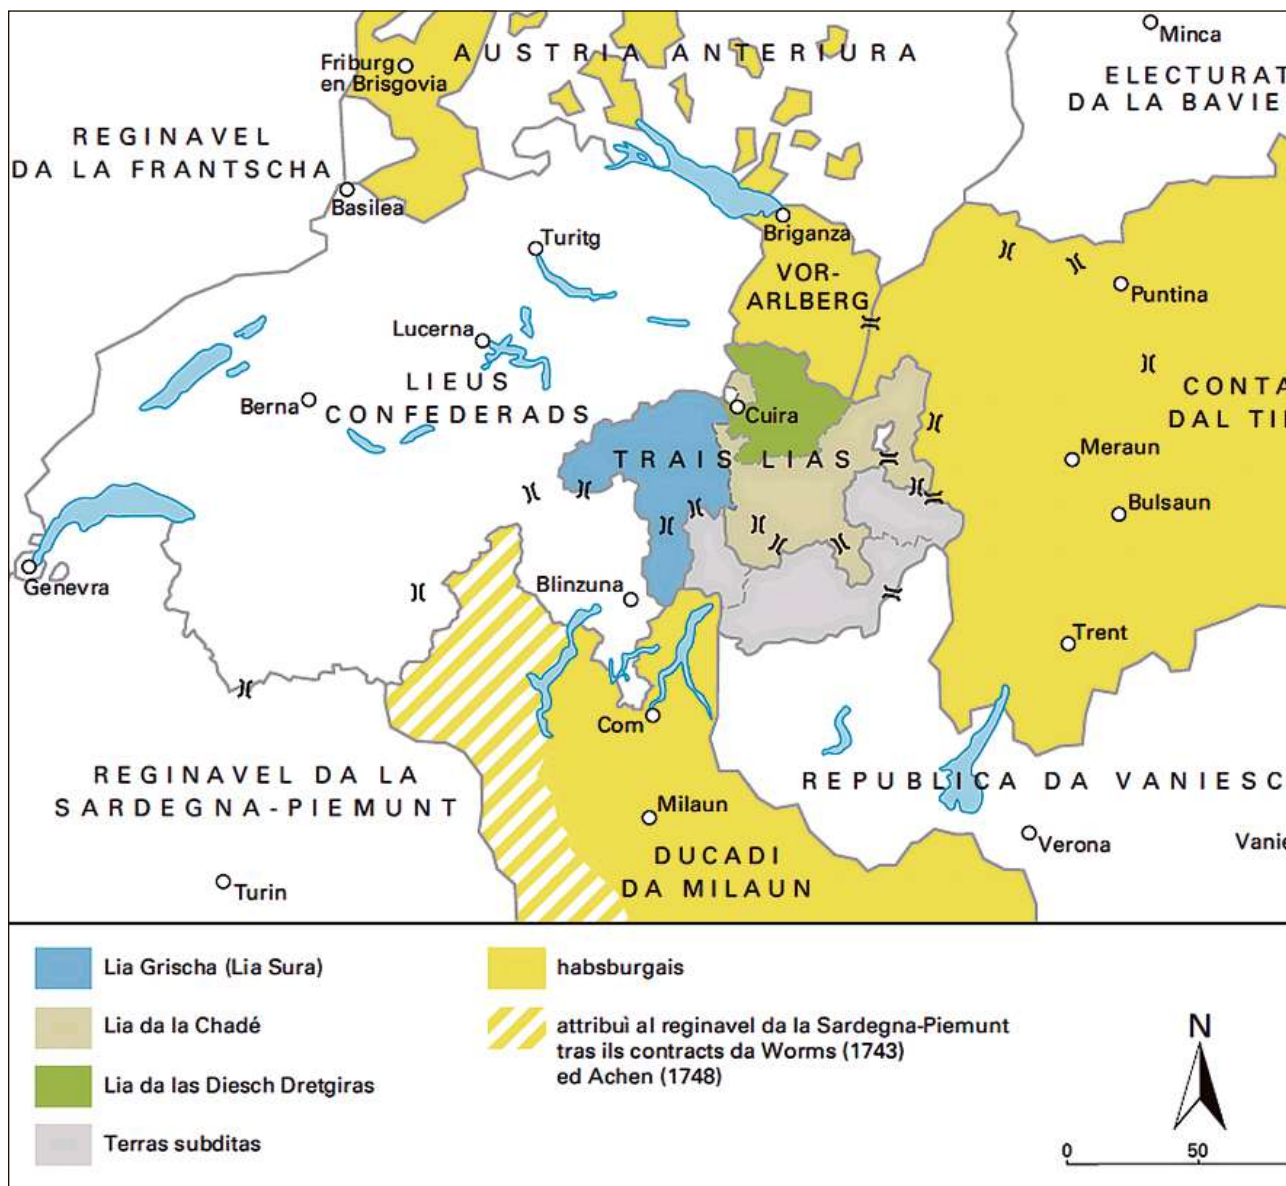 AUSTRIA ANTERIURA
Minca
Friburg
en Brisgovia
ELECTURAT
DA LA BAVIE
REGINAVEL
DA LA FRANTSCHA
Basilea
Briganza
Turitg
VOR-
ARLBERG
Puntina
Lucerna
LIEUS
CONFEDERADS
Berna
Cuira
CONTA
DAL TI
TRAIS LIAS
Meraun
Bulsaun
Genevra
Blinzuna
Trent
Com
REGINAVEL DA LA
SARDEGNA-PIEMUNT
REPUBLICA DA VANIESC
Milaun
Verona
Vanie
DUCADI
DA MILAUN
Turin
Lia Grischa (Lia Sura)
Lia da la Chadé
Lia da las Diesch Dretgiras
Terras subditas
habsburgais
attribuì al reginavel da la Sardegna-Piemunt
tras ils contracts da Worms (1743)
ed Achen (1748)
N
0 50